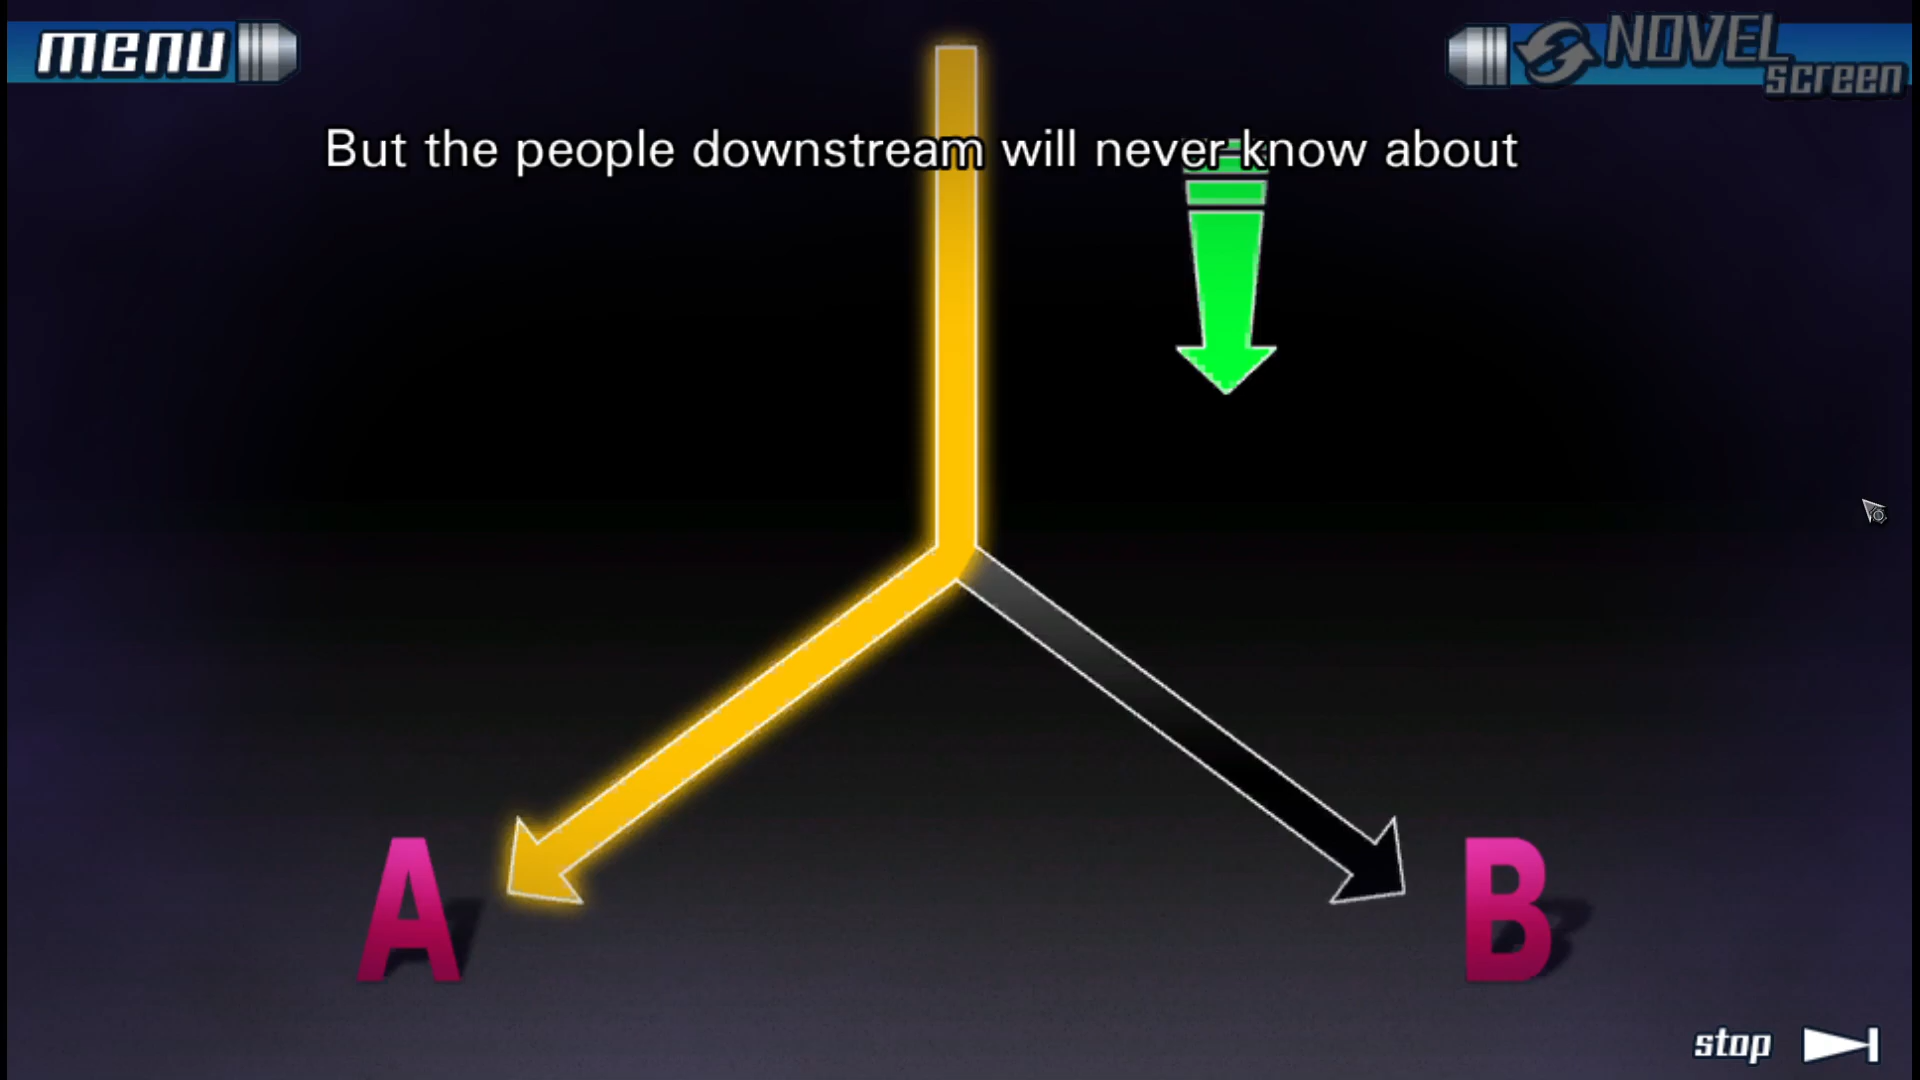 menu
NOVEL
screen
But the people downstream will never know about
A
B
stop